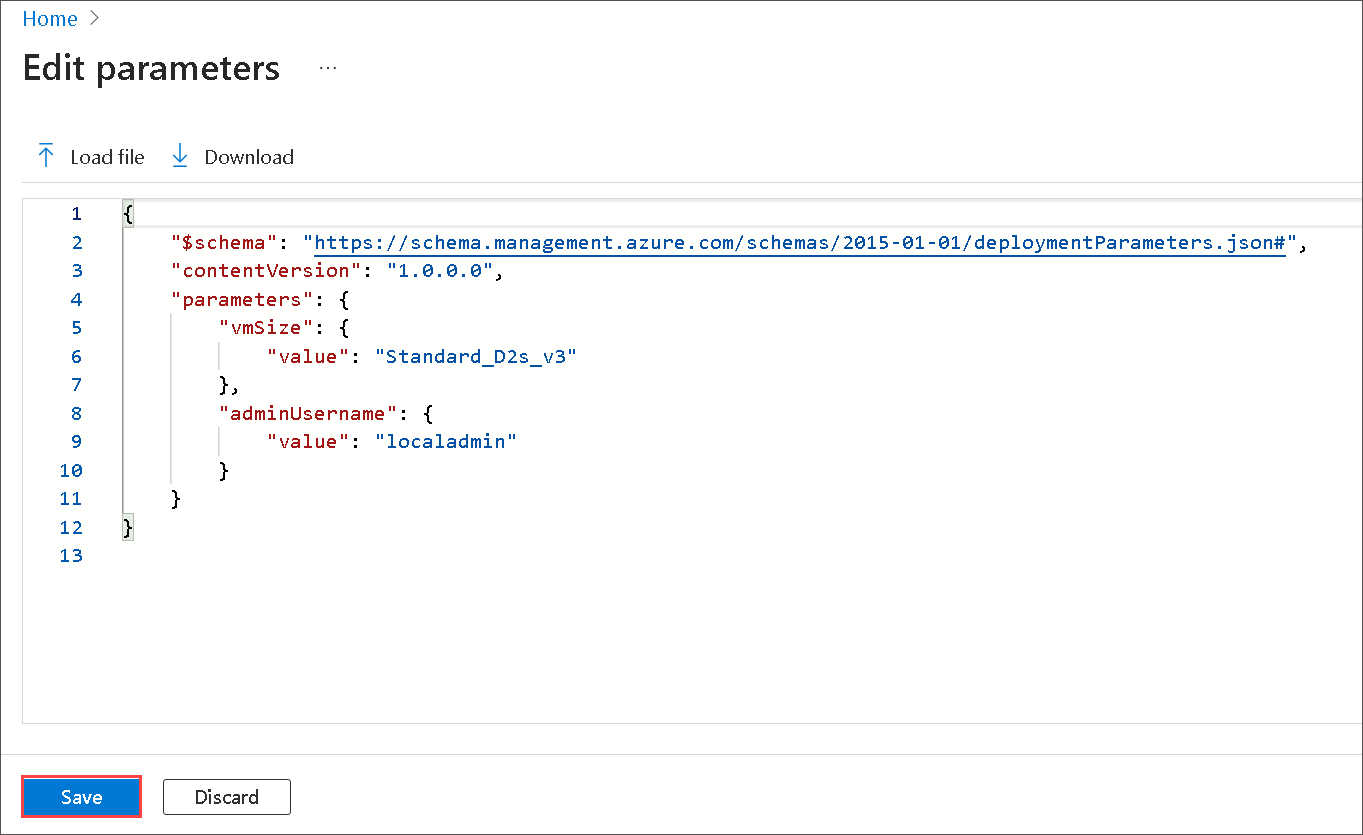 Home >
Edit parameters ...
Load file Download
1 {
2     "$schema": "https://schema.management.azure.com/schemas/2015-01-01/deploymentParameters.json#",
3     "contentVersion": "1.0.0.0",
4     "parameters": {
5         "vmSize": {
6             "value": "Standard_D2s_v3"
7         },
8         "adminUsername": {
9             "value": "localadmin"
10         }
11     }
12 }
13
Save Discard